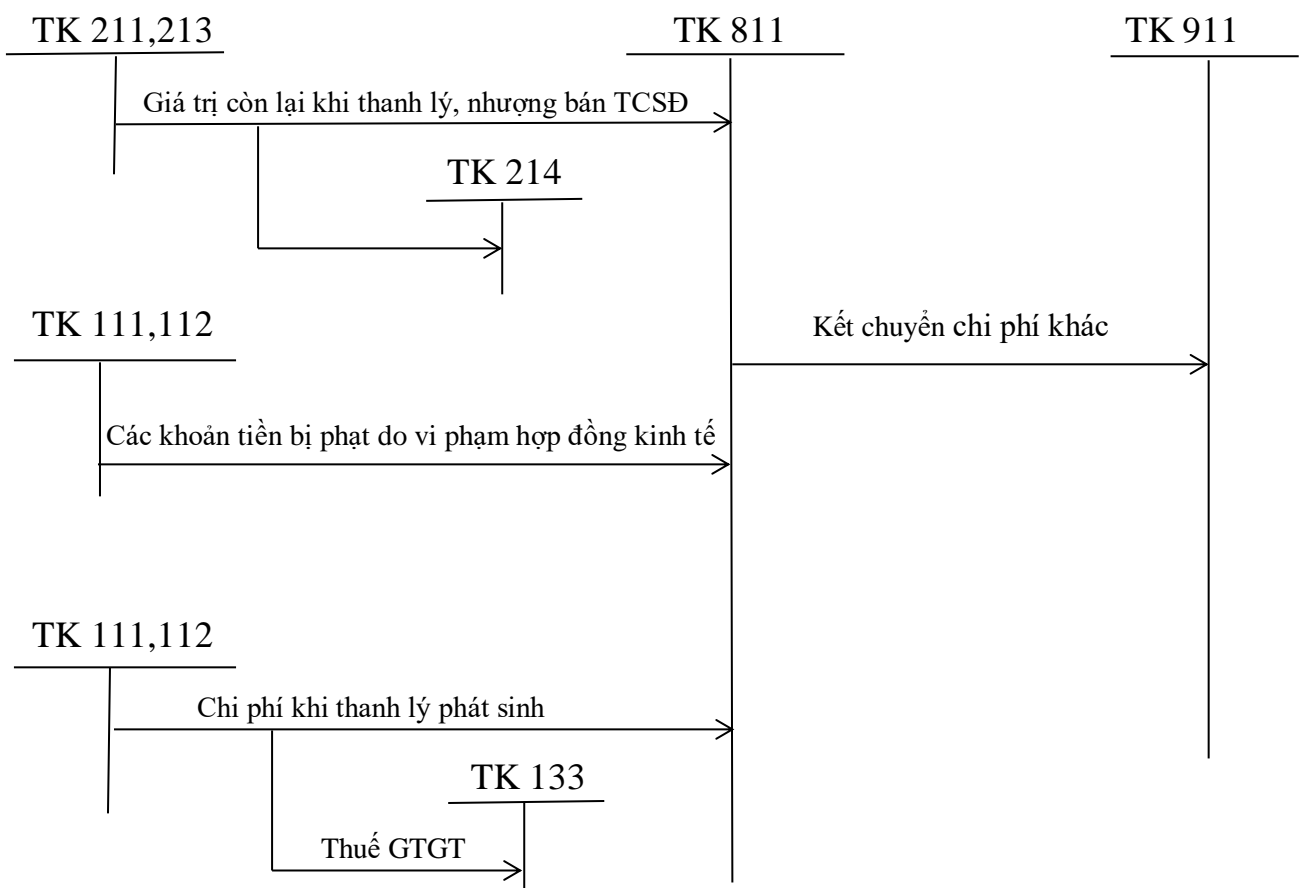 TK 211,213
TK 811
TK 911
Giá trị còn lại khi thanh lý, nhượng bán TCSĐ
TK 214
TK 111,112
Kết chuyển chi phí khác
Các khoản tiền bị phạt do vi phạm hợp đồng kinh tế
TK 111,112
Chi phí khi thanh lý phát sinh
TK 133
Thuế GTGT